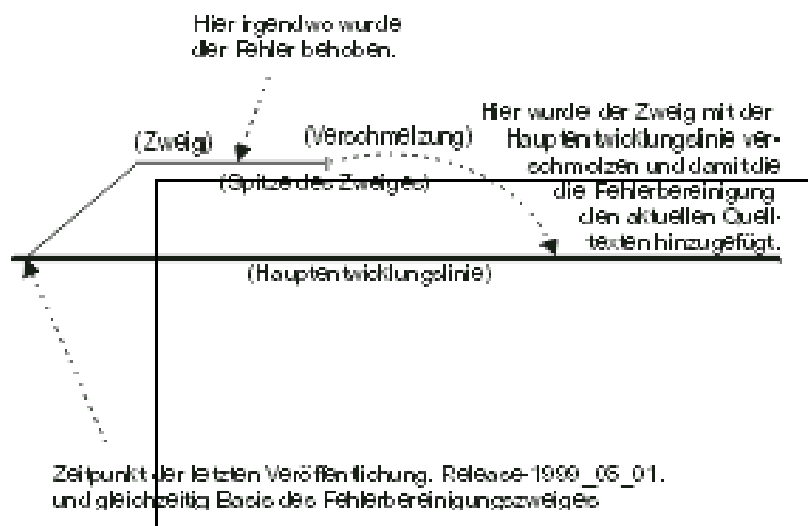 Hier irgendwo wurde
der Fehler behoben.
(Zweig)
(Verschmelzung)
Hier wurde der Zweig mit der
Hauptentwicklungslinie ver-
schmolzen und damit die
die Fehlerbereinigung
den aktuellen Quell-
texten hinzugefügt.
(Spitze des Zweiges)
(Hauptentwicklungslinie)
Zeitpunkt der letzten Veröffentlichung, Release-1999_05_01,
und gleichzeitig Basis des Fehlerbereinigungszweiges